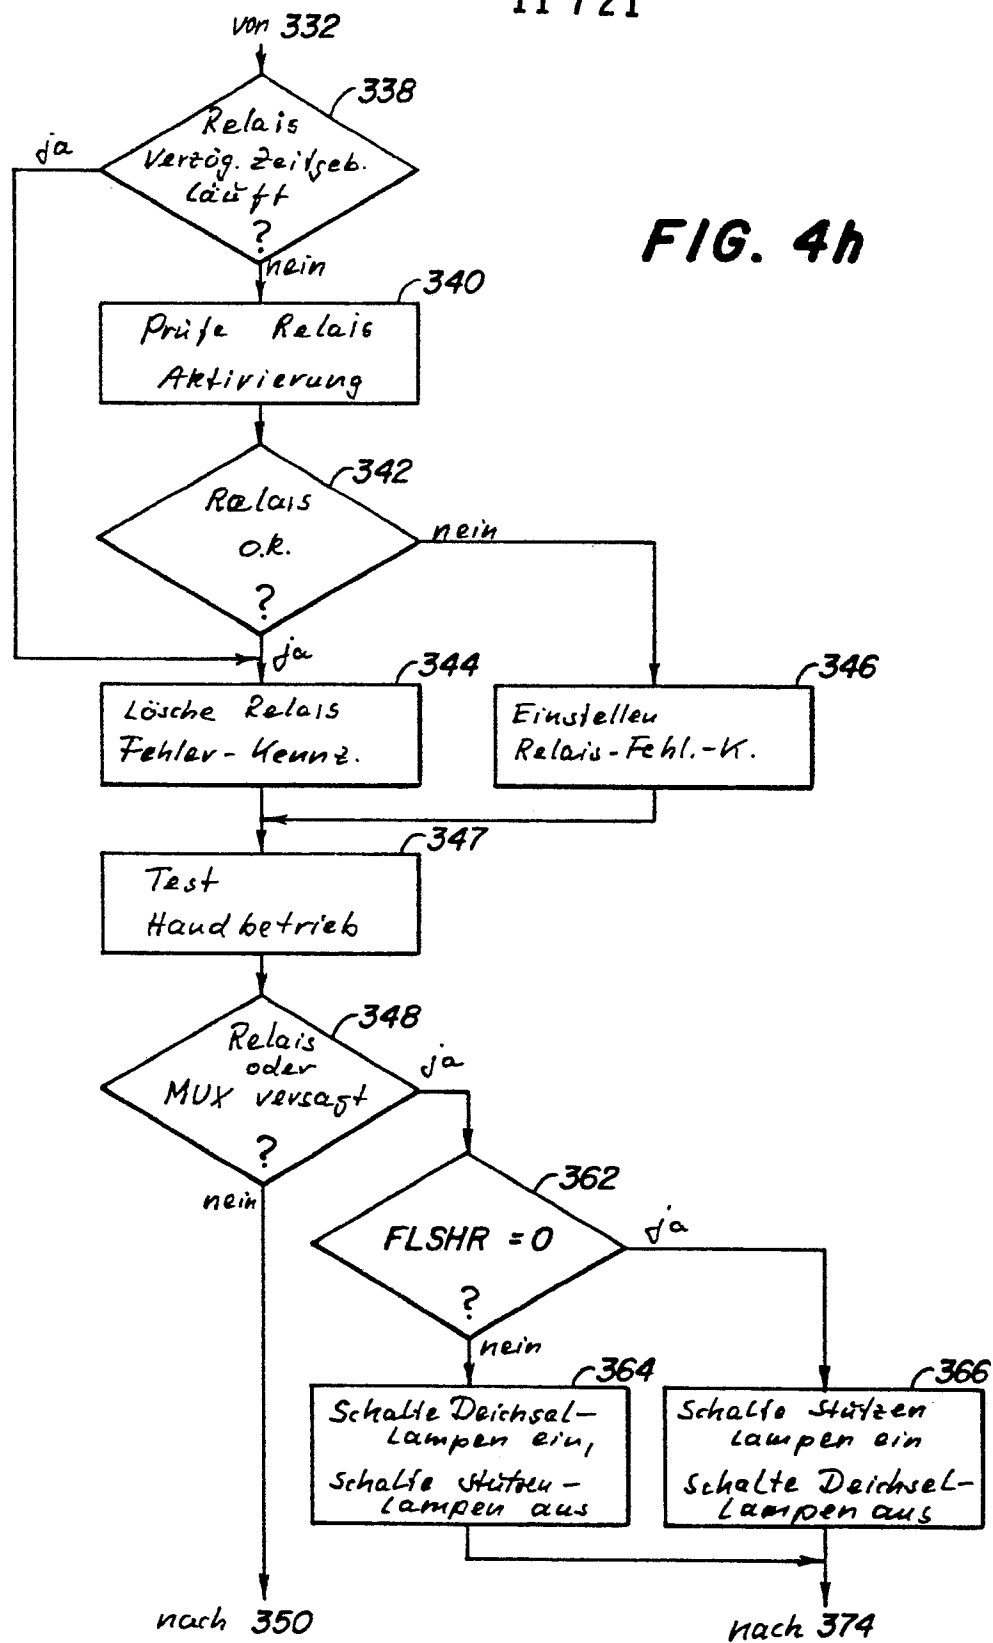 11 / 21
von 332
338
Relais
Verzög. Zeitgeb.
Läuft
?
ja
nein
FIG. 4h
340
Prüfe Relais
Aktivierung
342
Relais
o.k.
?
nein
ja
344
Lösche Relais
Fehler-Kennz.
346
Einstellen
Relais-Fehl.-K.
347
Test
Handbetrieb
348
Relais
oder
MUX versagt
?
ja
nein
362
FLSHR = 0
?
ja
nein
364
Schalte Deichsel-
Lampen ein,
Schalte Stützen-
Lampen aus
366
Schalte Stützen
Lampen ein
Schalte Deichsel-
Lampen aus
nach 350
nach 374